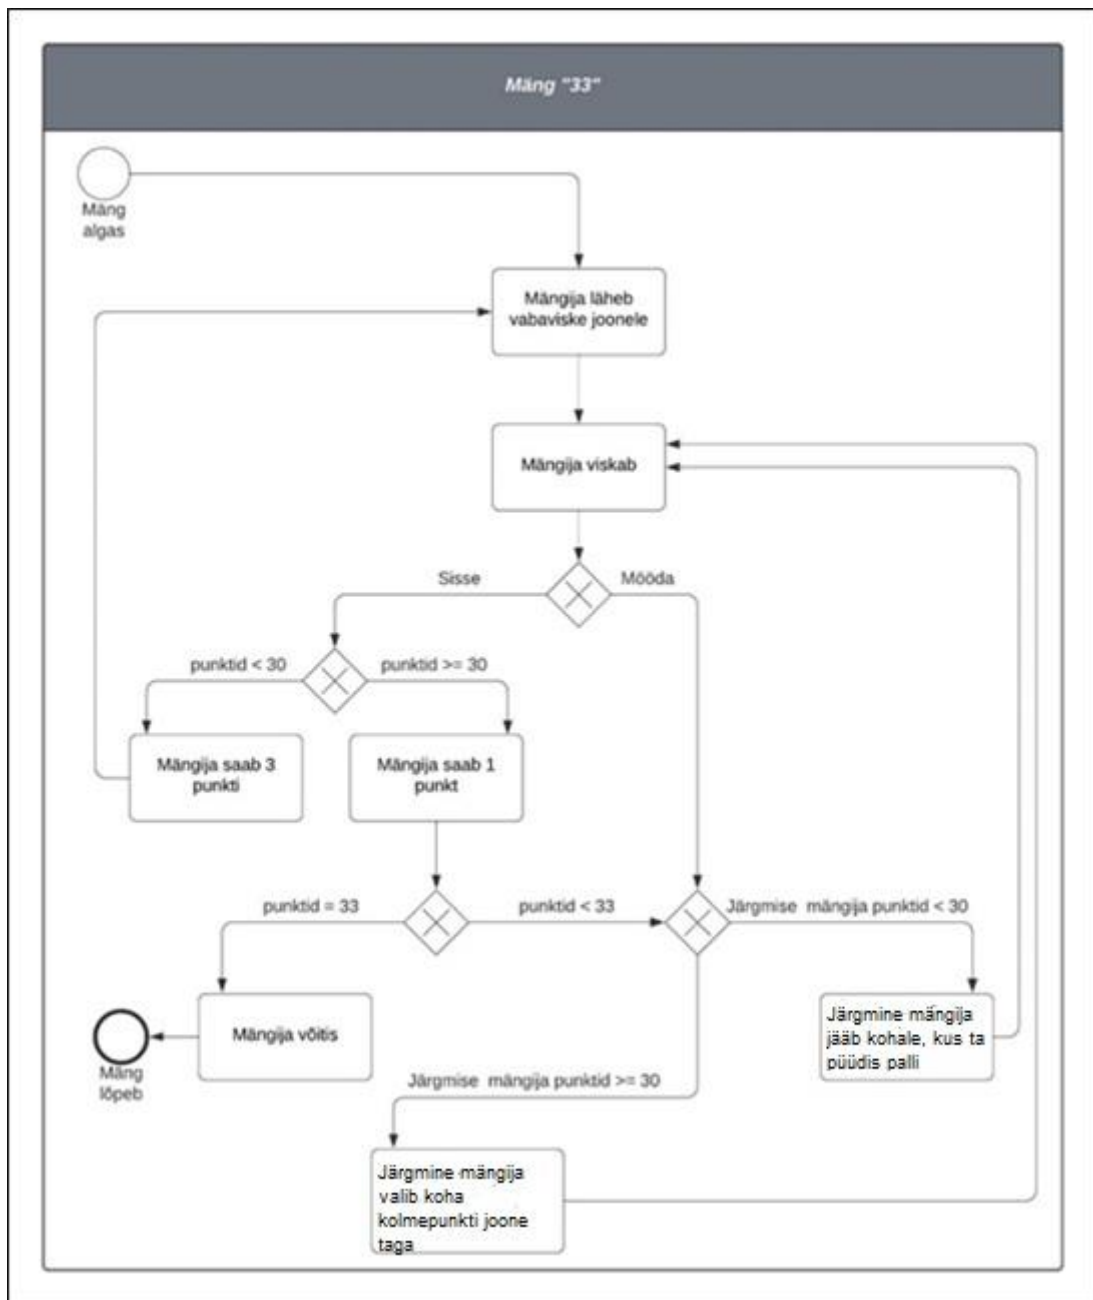 Mäng "33"
Mäng
algas
Mängija läheb
vabaviske joonele
Mängija viskab
Sisse
Mööda
punktid < 30
punktid >= 30
Mängija saab 3
punkti
Mängija saab 1
punkt
punktid = 33
punktid < 33
Järgmise mängija punktid < 30
Mängija võitis
Järgmine mängija
jääb kohale, kus ta
püüdis palli
Mäng
lõpeb
Järgmise mängija punktid >= 30
Järgmine mängija
valib koha
kolmepunkti joone
taga